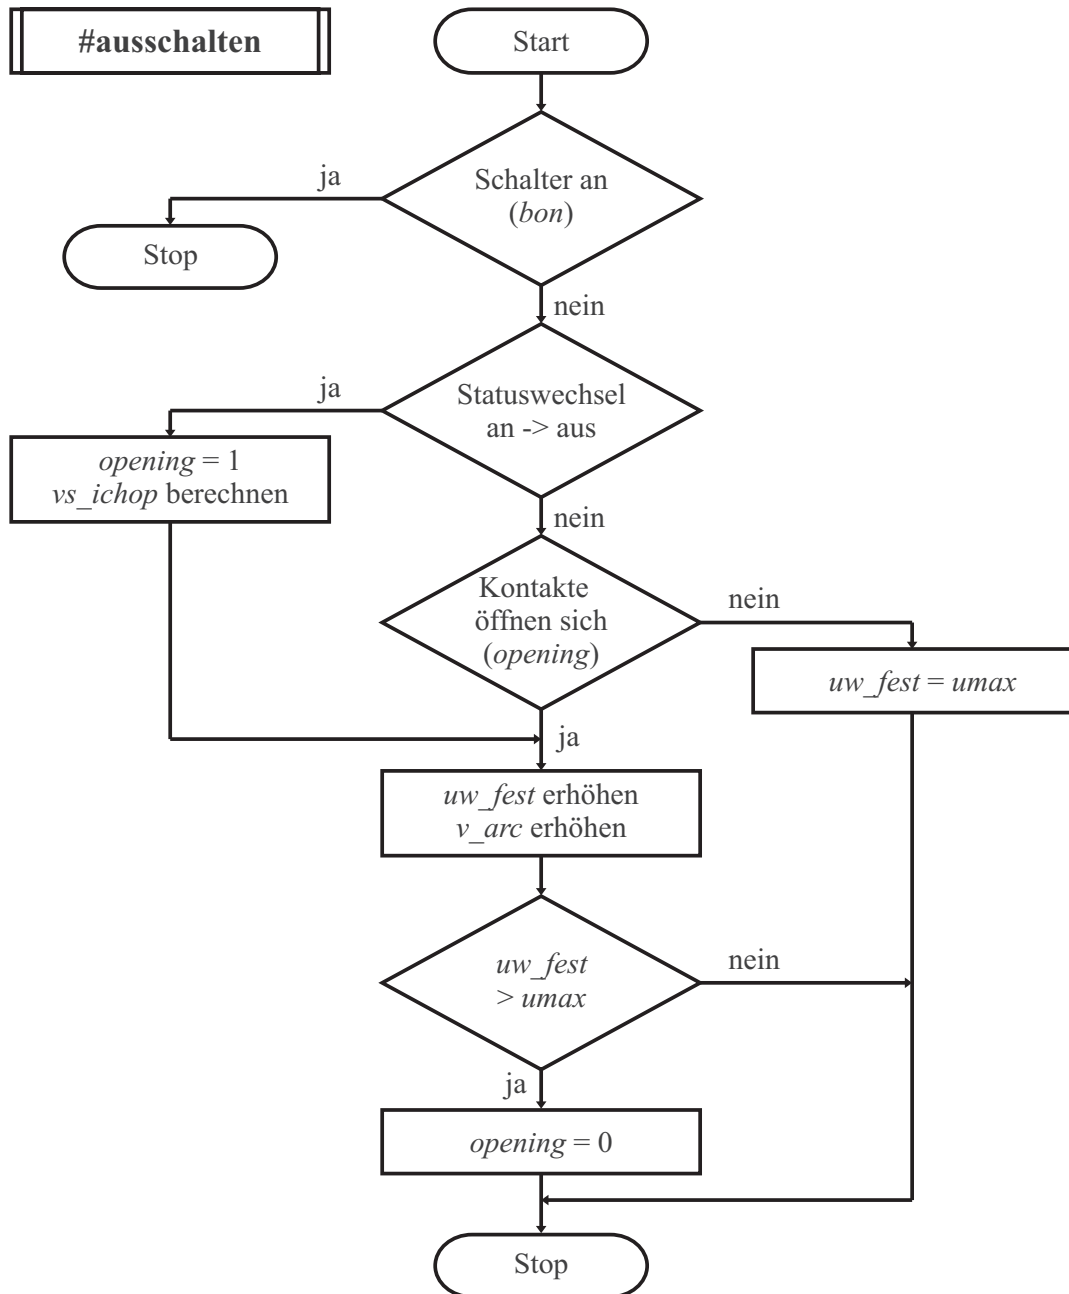 #ausschalten
Start
Schalter an
(bon)
ja
Stop
nein
Statuswechsel
an -> aus
ja
opening = 1
vs_ichop berechnen
nein
Kontakte
öffnen sich
(opening)
nein
uw_fest = umax
ja
uw_fest erhöhen
v_arc erhöhen
uw_fest
> umax
nein
ja
opening = 0
Stop